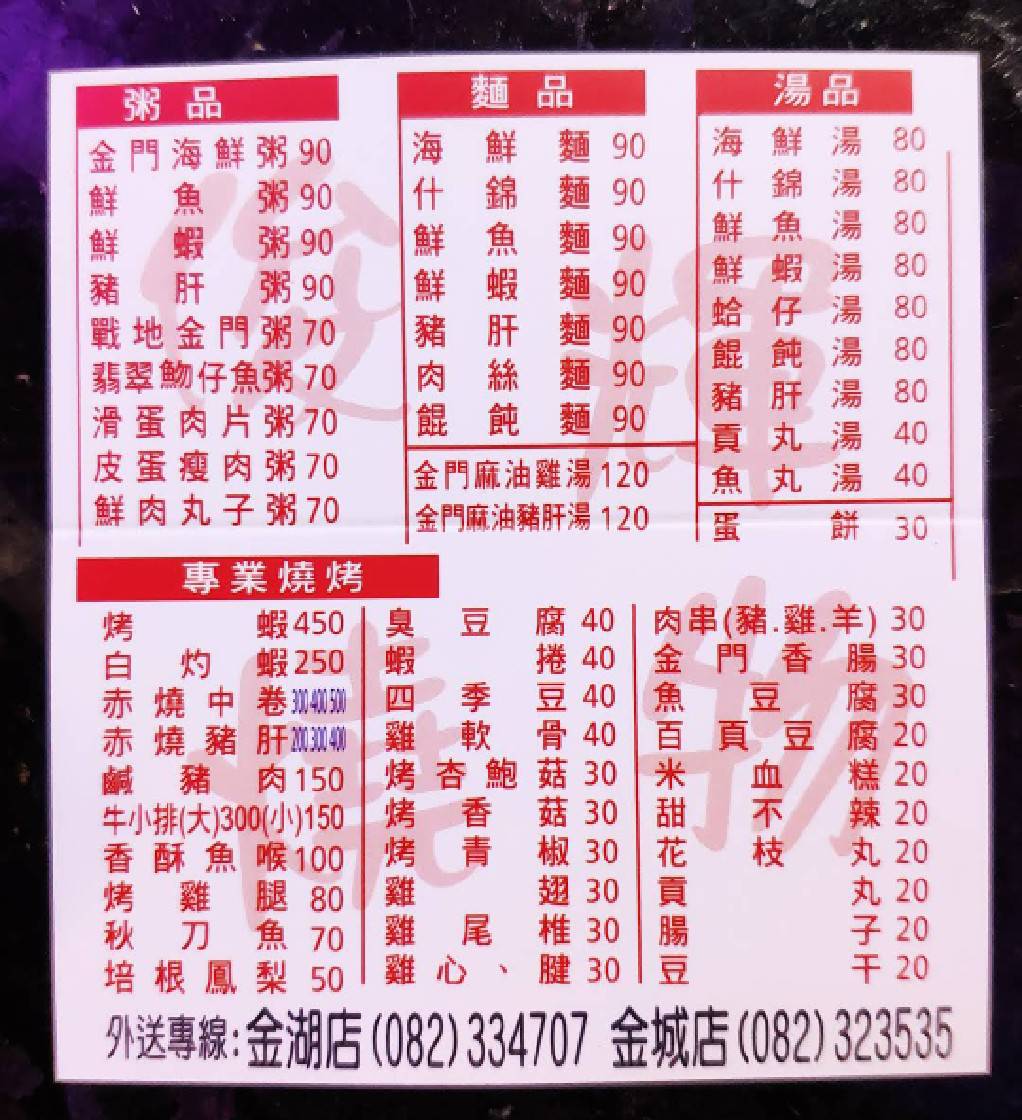 粥品
金門海鮮粥 90
鮮魚粥 90
鮮蝦粥 90
豬肝粥 90
戰地金門粥 70
翡翠魩仔魚粥 70
滑蛋肉片粥 70
皮蛋瘦肉粥 70
鮮肉丸子粥 70
麵品
海鮮麵 90
什錦麵 90
鮮魚麵 90
鮮蝦麵 90
豬肝麵 90
肉絲麵 90
餛飩麵 90
金門麻油雞湯 120
金門麻油豬肝湯 120
湯品
海鮮湯 80
什錦湯 80
鮮魚湯 80
鮮蝦湯 80
蛤仔湯 80
餛飩湯 80
豬肝湯 80
貢丸湯 40
魚丸湯 40
蛋餅 30
俊輝
燒物
專業燒烤
烤蝦 450
白灼蝦 250
赤燒中卷 300 400 500
赤燒豬肝 200 300 400
鹹豬肉 150
牛小排(大)300(小)150
香酥魚喉 100
烤雞腿 80
秋刀魚 70
培根鳳梨 50
臭豆腐 40
蝦捲 40
四季豆 40
雞軟骨 40
烤杏鮑菇 30
烤香菇 30
烤青椒 30
雞翅 30
雞尾椎 30
雞心、腱 30
肉串(豬.雞.羊) 30
金門香腸 30
魚豆腐 30
百頁豆腐 20
米血糕 20
甜不辣 20
花枝丸 20
貢丸 20
腸子 20
豆干 20
外送專線:金湖店(082)334707 金城店(082)323535